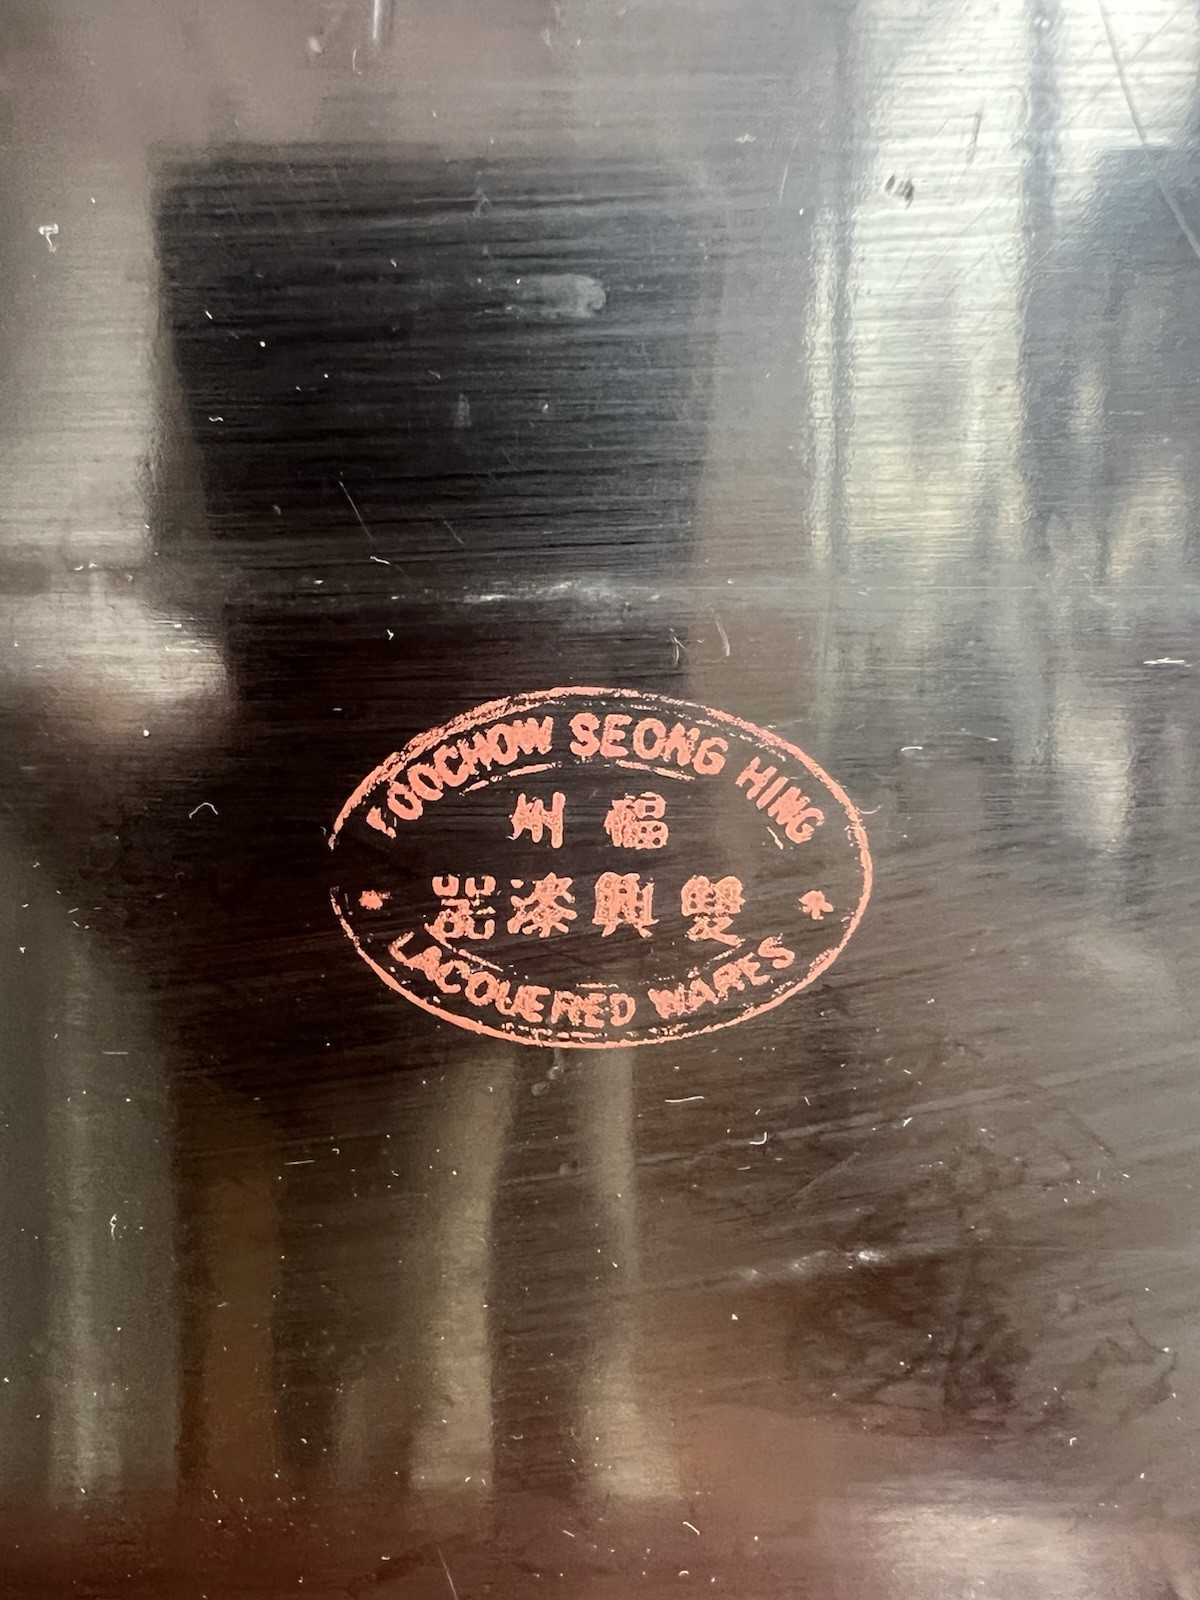 FOOCHOW SEONG HING
州福
器漆興雙
LACQUERED WARES